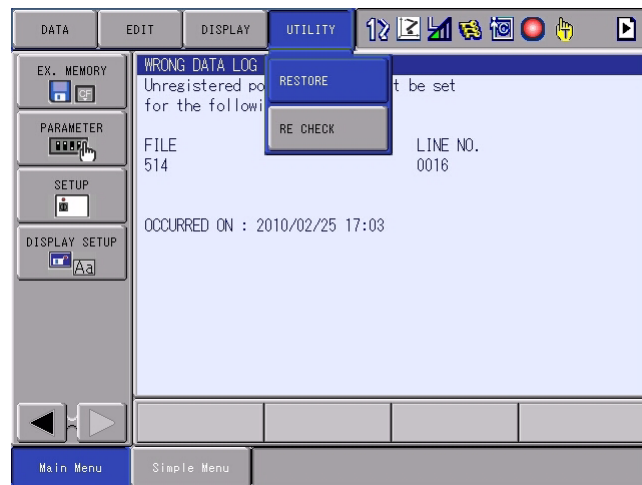 DATA
EDIT
DISPLAY
UTILITY
EX. MEMORY
CF
PARAMETER
SETUP
DISPLAY SETUP
Aa
WRONG DATA LOG
Unregistered po
t be set
for the followi
RESTORE
RE CHECK
FILE
LINE NO.
514
0016
OCCURRED ON : 2010/02/25 17:03
Main Menu
Simple Menu